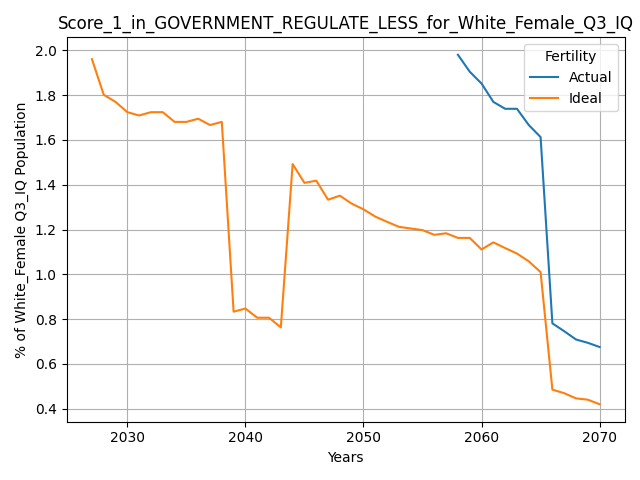 Score_1_in_GOVERNMENT_REGULATE_LESS_for_White_Female_Q3_IQ
Fertility
Actual
Ideal
% of White_Female Q3_IQ Population
2.0
1.8
1.6
1.4
1.2
1.0
0.8
0.6
0.4
2030
2040
2050
2060
2070
Years